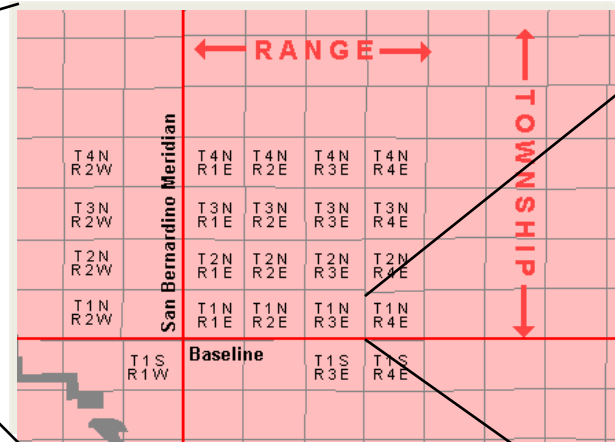 RANGE
TOWNSHIP
San Bernardino Meridian
T4N T4N T4N T4N T4N
R2W R1E R2E R3E R4E
T3N T3N T3N T3N T3N
R2W R1E R2E R3E R4E
T2N T2N T2N T2N T2N
R2W R1E R2E R3E R4E
T1N T1N T1N T1N T1N
R2W R1E R2E R3E R4E
Baseline
T1S T1S T1S
R1W R3E R4E